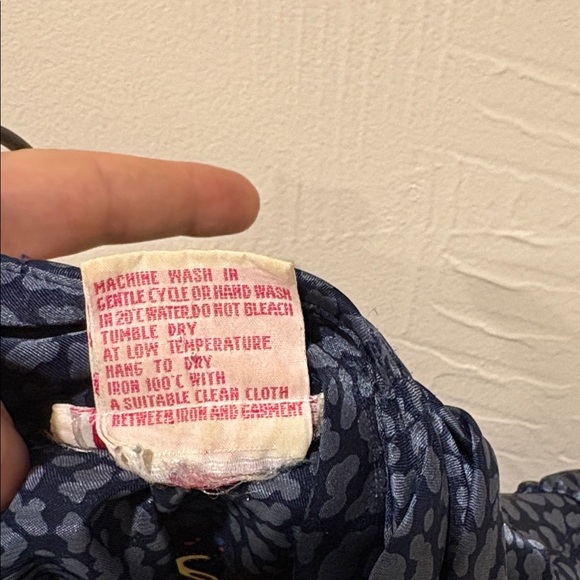 MACHINE WASH IN
GENTLE CYCLE OR HAND WASH
IN 20°C WATER,DO NOT BLEACH
TUMBLE DRY
AT LOW TEMPERATURE
HANG TO DRY
IRON 100°C WITH
A SUITABLE CLEAN CLOTH
BETWEEN IRON AND GARMENT